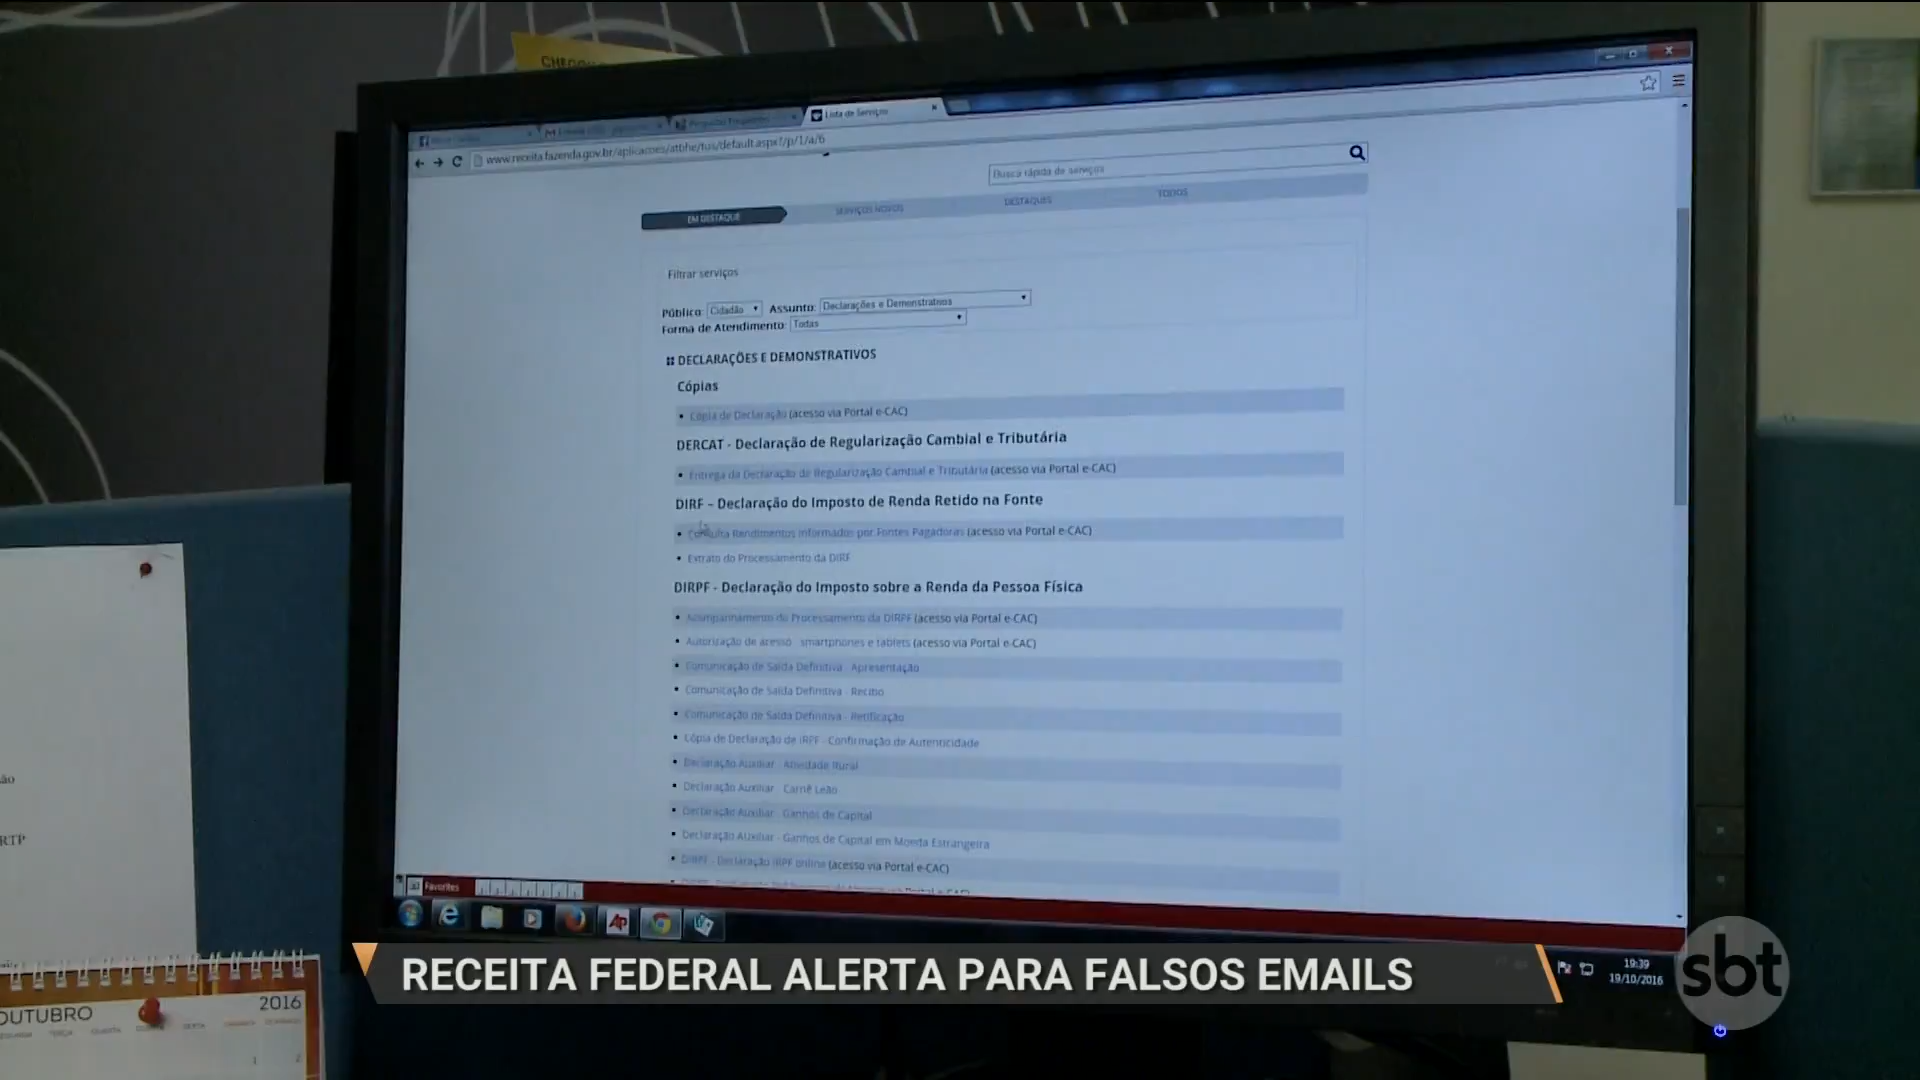 Lista de Serviços
www.receita.fazenda.gov.br/aplicacoes/atbhe/tus/default.aspx?/p/1/a/6
Busca rápida de serviços
EM DESTAQUE
SERVIÇOS NOVOS
DESTAQUES
TODOS
Filtrar serviços
Público: Cidadão Assunto: Declarações e Demonstrativos
Forma de Atendimento: Todas
DECLARAÇÕES E DEMONSTRATIVOS
Cópias
Cópia de Declaração (acesso via Portal e-CAC)
DERCAT - Declaração de Regularização Cambial e Tributária
Entrega da Declaração de Regularização Cambial e Tributária (acesso via Portal e-CAC)
DIRF – Declaração do Imposto de Renda Retido na Fonte
Consulta Rendimentos Informados por Fontes Pagadoras (acesso via Portal e-CAC)
Extrato do Processamento da DIRF
DIRPF - Declaração do Imposto sobre a Renda da Pessoa Física
Acompanhamento do Processamento da DIRPF (acesso via Portal e-CAC)
Autorização de acesso - smartphones e tablets (acesso via Portal e-CAC)
Comunicação de Saída Definitiva - Apresentação
Comunicação de Saída Definitiva - Recibo
Comunicação de Saída Definitiva - Retificação
Cópia de Declaração de IRPF - Confirmação de Autenticidade
Declaração Auxiliar - Atividade Rural
Declaração Auxiliar - Carnê Leão
Declaração Auxiliar - Ganhos de Capital
Declaração Auxiliar - Ganhos de Capital em Moeda Estrangeira
DIRPF - Declaração IRPF online (acesso via Portal e-CAC)
Favorites
19:39
19/10/2016
RECEITA FEDERAL ALERTA PARA FALSOS EMAILS
sbt
ão
RTP
OUTUBRO 2016
1 2